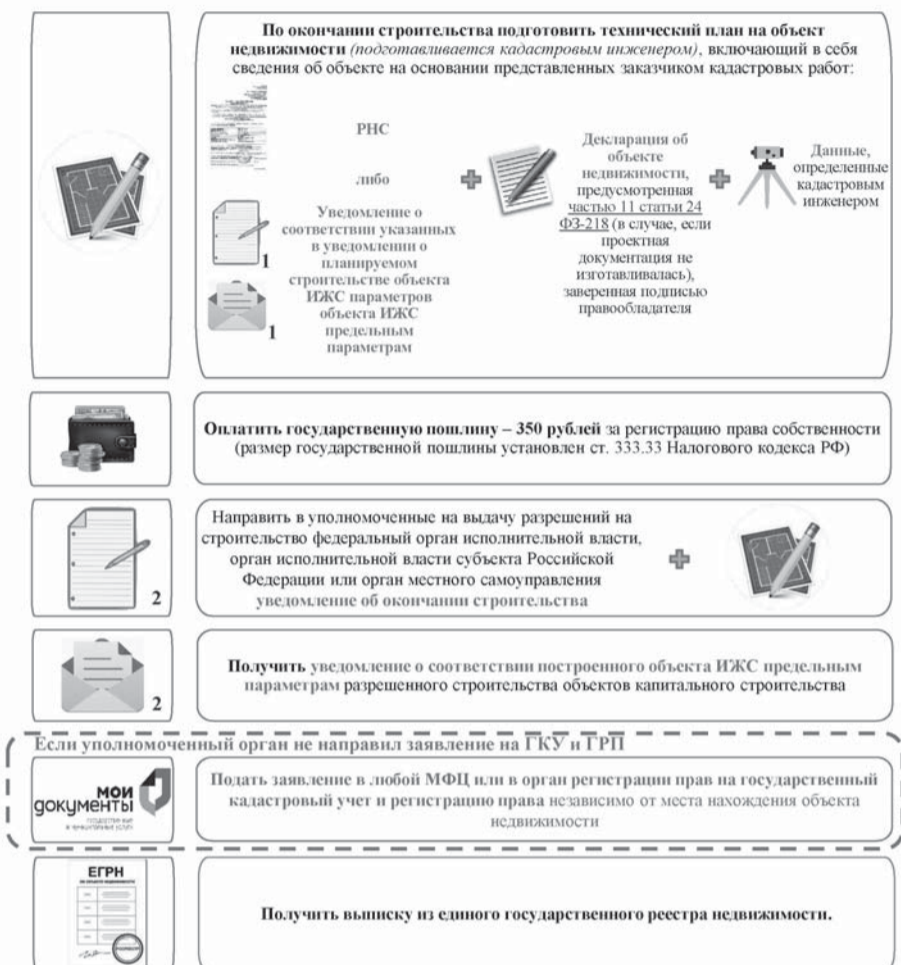 По окончании строительства подготовить технический план на объект
недвижимости (подготавливается кадастровым инженером), включающий в себя
сведения об объекте на основании представленных заказчиком кадастровых работ:
РНС
либо
Уведомление о
соответствии указанных
в уведомлении о
планируемом
строительстве объекта
ИЖС параметров
объекта ИЖС
предельным
параметрам
1
1
Декларация об
объекте
недвижимости,
предусмотренная
частью 11 статьи 24
ФЗ-218 (в случае, если
проектная
документация не
изготавливалась),
заверенная подписью
правообладателя
Данные,
определенные
кадастровым
инженером
Оплатить государственную пошлину – 350 рублей за регистрацию права собственности
(размер государственной пошлины установлен ст. 333.33 Налогового кодекса РФ)
2
Направить в уполномоченные на выдачу разрешений на
строительство федеральный орган исполнительной власти,
орган исполнительной власти субъекта Российской
Федерации или орган местного самоуправления
уведомление об окончании строительства
2
Получить уведомление о соответствии построенного объекта ИЖС предельным
параметрам разрешенного строительства объектов капитального строительства
Если уполномоченный орган не направил заявление на ГКУ и ГРП
мои
документы
государственные
и муниципальные услуги
Подать заявление в любой МФЦ или в орган регистрации прав на государственный
кадастровый учет и регистрацию права независимо от места нахождения объекта
недвижимости
ЕГРН
Получить выписку из единого государственного реестра недвижимости.